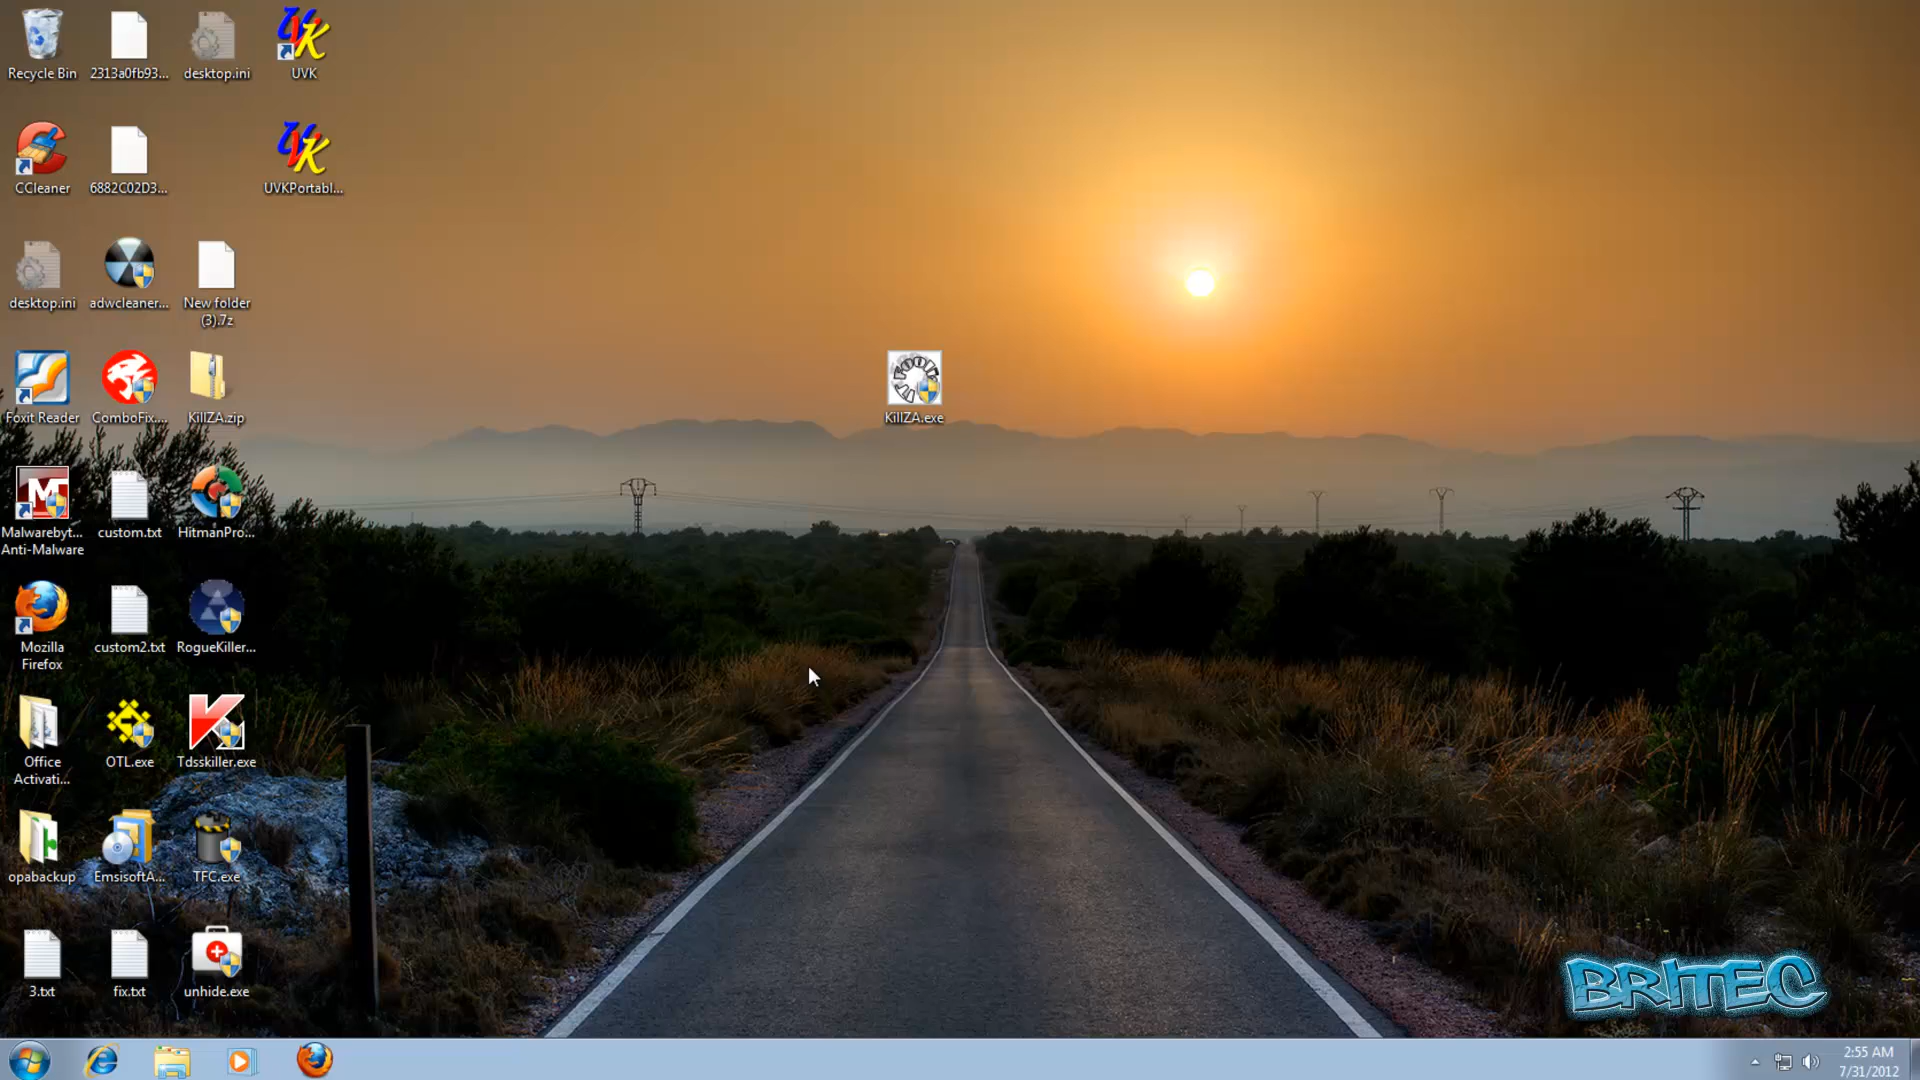 Recycle Bin
2313a0fb93...
desktop.ini
UVK
CCleaner
6882C02D3...
UVKPortabl...
desktop.ini
adwcleaner...
New folder
(3).7z
Foxit Reader
ComboFix....
KillZA.zip
KillZA.exe
Malwarebyt...
Anti-Malware
custom.txt
HitmanPro...
Mozilla
Firefox
custom2.txt
RogueKiller...
Office
Activati...
OTL.exe
Tdsskiller.exe
opabackup
EmsisoftA...
TFC.exe
3.txt
fix.txt
unhide.exe
BRITEC
2:55 AM
7/31/2012